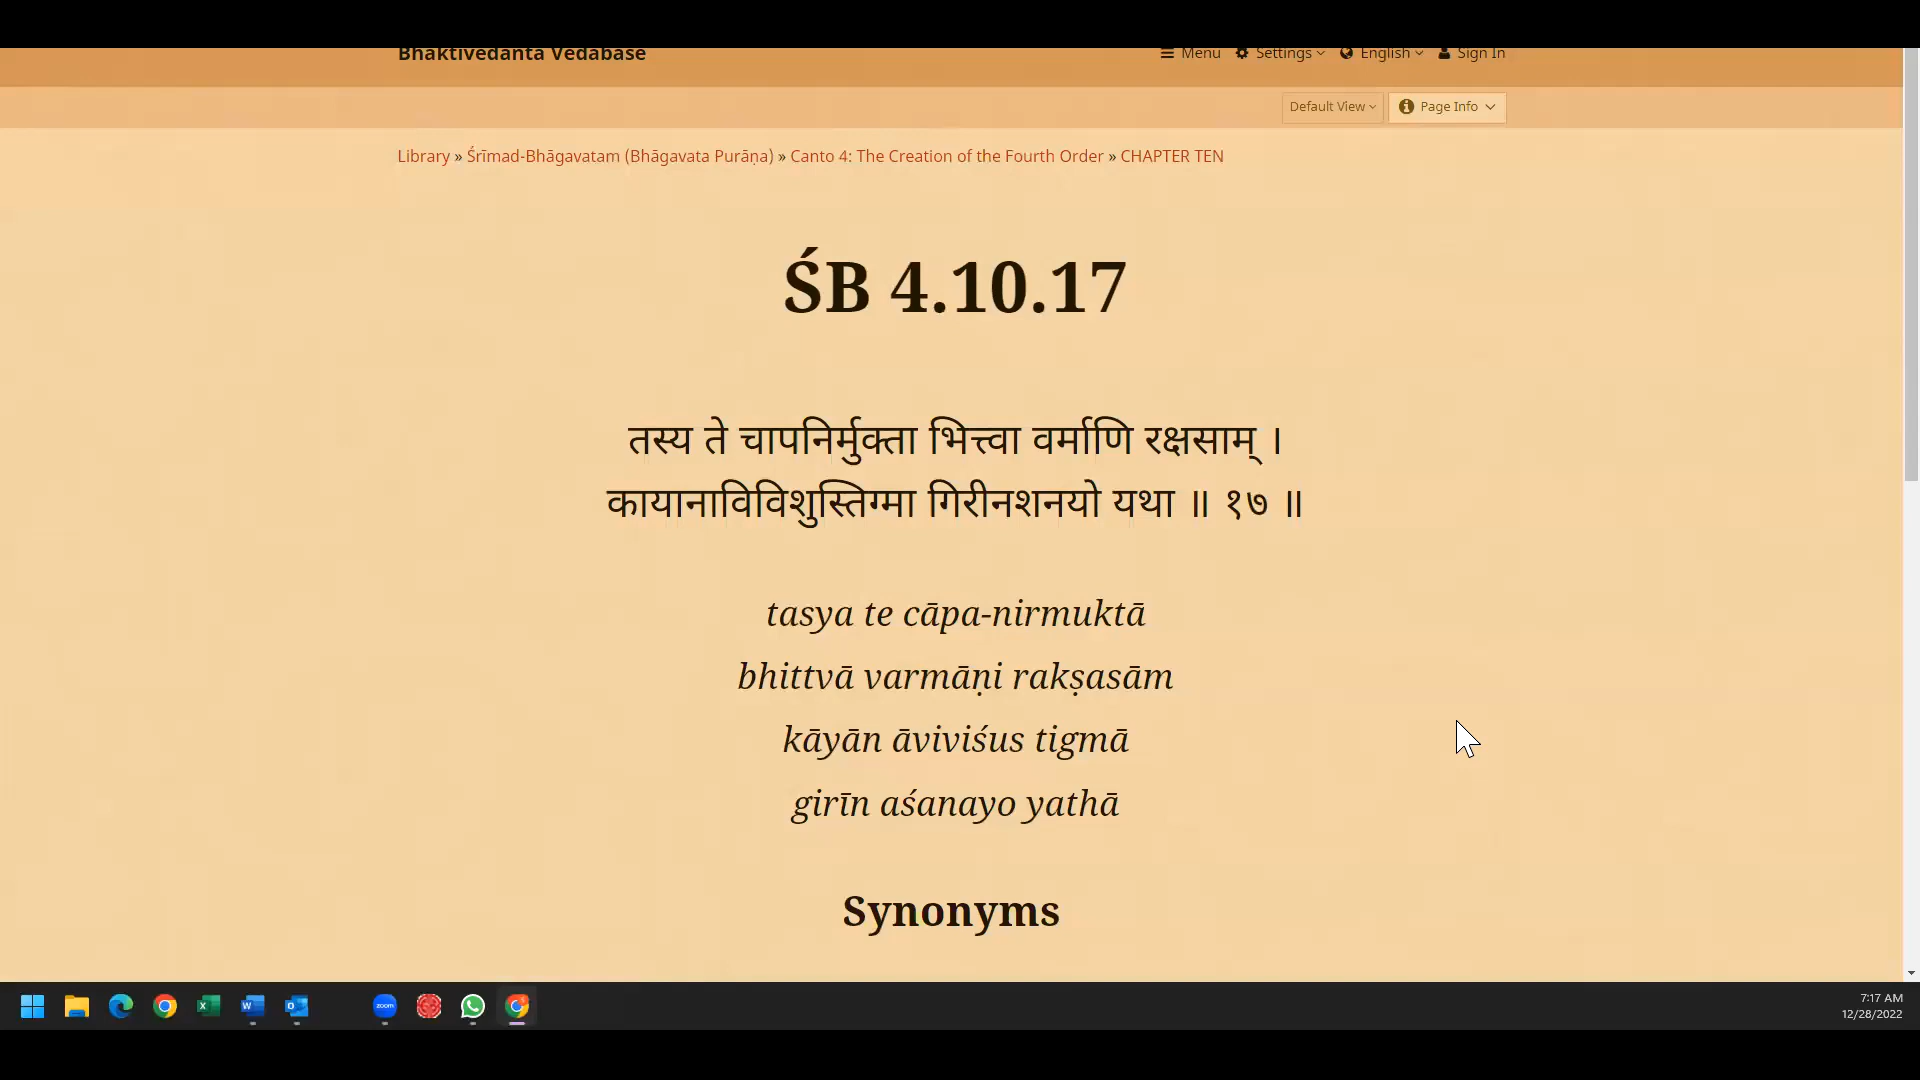 Bhaktivedanta Vedabase
Menu Settings English Sign In
Default View Page Info
Library » Śrīmad-Bhāgavatam (Bhāgavata Purāṇa) » Canto 4: The Creation of the Fourth Order » CHAPTER TEN
ŚB 4.10.17
तस्य ते चापनिर्मुक्ता भित्त्वा वर्माणि रक्षसाम् ।
कायानाविविशुस्तिग्मा गिरीनशनयो यथा ॥ १७ ॥
tasya te cāpa-nirmuktā
bhittvā varmāṇi rakṣasām
kāyān āviviśus tigmā
girīn aśanayo yathā
Synonyms
zoom
7:17 AM
12/28/2022